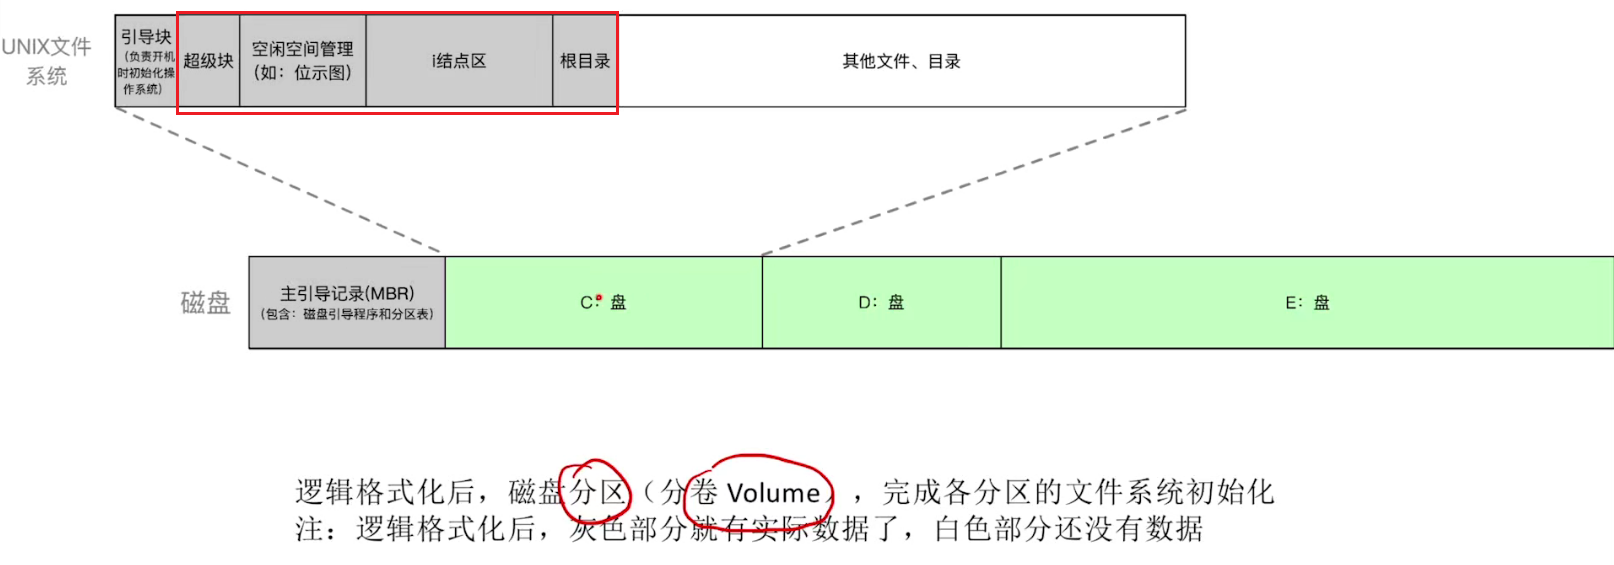 UNIX文件
系统
引导块
(负责开机
时初始化操
作系统)
超级块
空闲空间管理
(如：位示图)
i结点区
根目录
其他文件、目录
磁盘
主引导记录(MBR)
(包含：磁盘引导程序和分区表)
C：盘
D：盘
E：盘
逻辑格式化后，磁盘分区（分卷 Volume），完成各分区的文件系统初始化
注：逻辑格式化后，灰色部分就有实际数据了，白色部分还没有数据